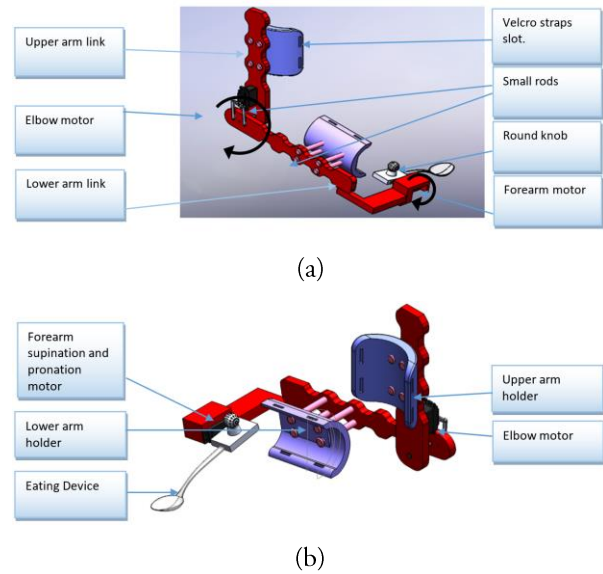 Upper arm link
Elbow motor
Lower arm link
Velcro straps
slot.
Small rods
Round knob
Forearm motor
(a)
Forearm
supination and
pronation
motor
Lower arm
holder
Eating Device
Upper arm
holder
Elbow motor
(b)